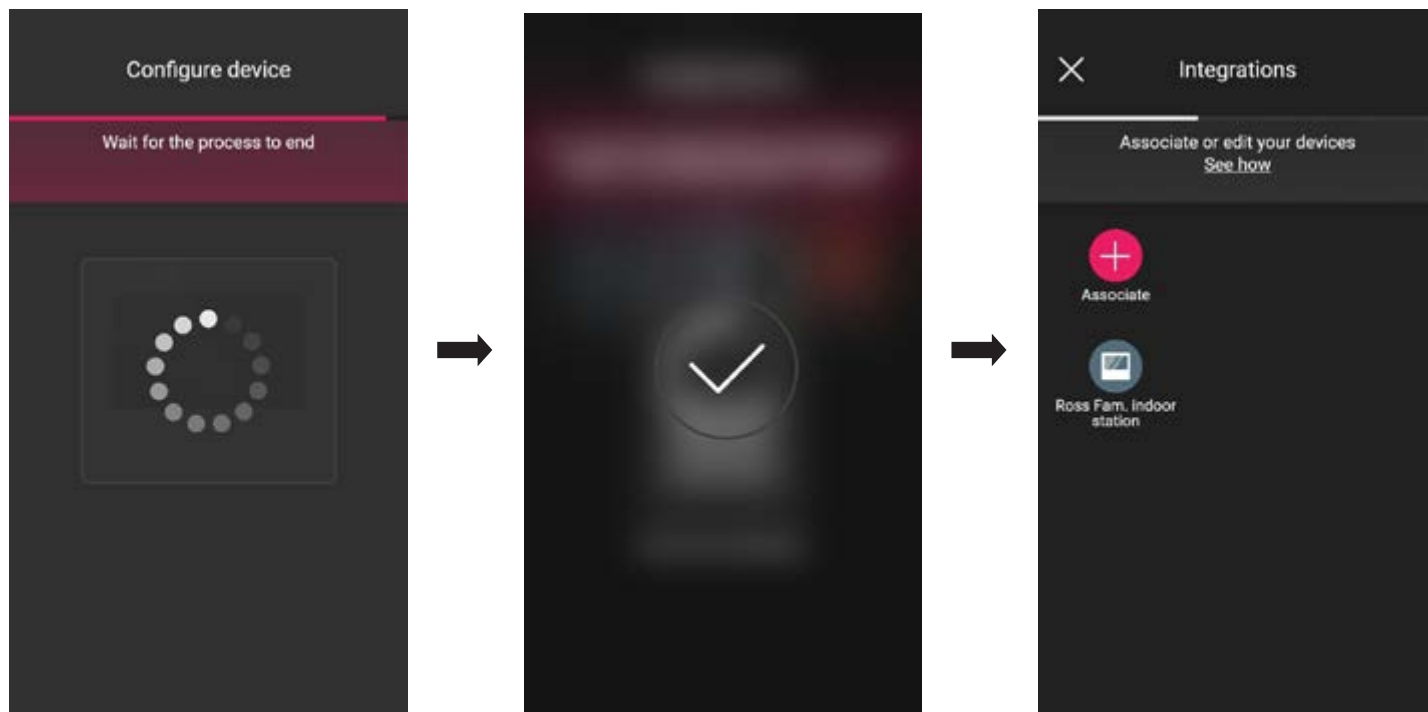 Configure device
Wait for the process to end
Integrations
Associate or edit your devices
See how
Associate
Ross Fam. indoor
station